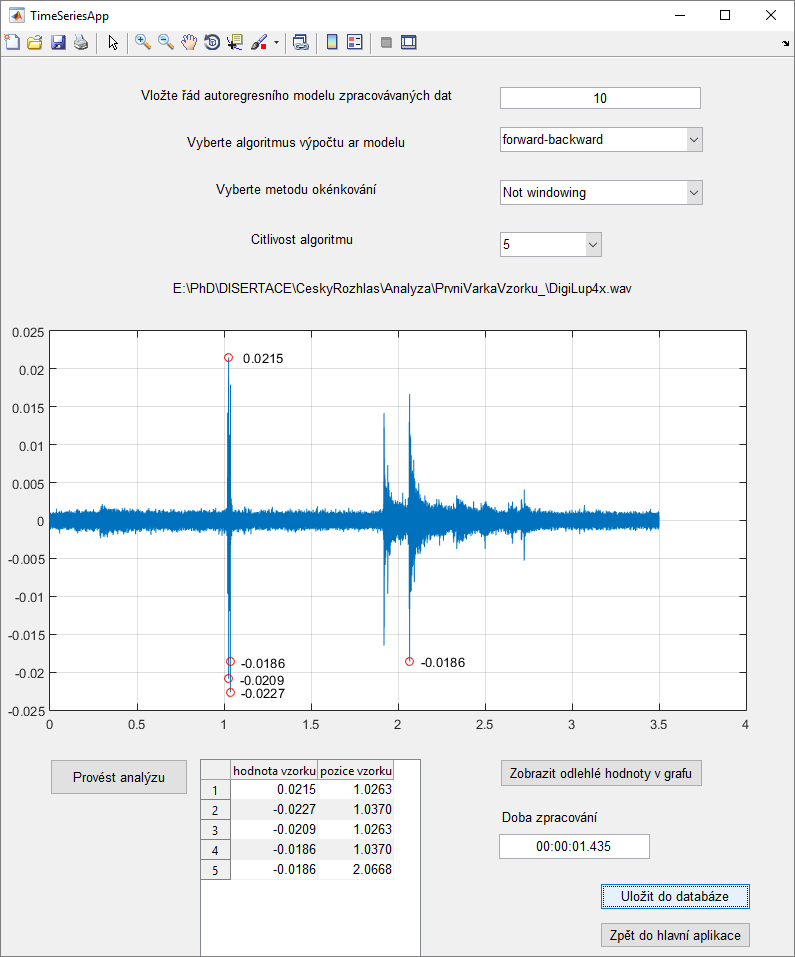 TimeSeriesApp
Vložte řád autoregresního modelu zpracovávaných dat
10
Vyberte algoritmus výpočtu ar modelu
forward-backward
Vyberte metodu okénkování
Not windowing
Citlivost algoritmu
5
E:\PhD\DISERTACE\CeskyRozhlas\Analyza\PrvniVarkaVzorku_\DigiLup4x.wav
0.025
0.02
0.015
0.01
0.005
0
-0.005
-0.01
-0.015
-0.02
-0.025
0.0215
-0.0186
-0.0209
-0.0227
-0.0186
0 0.5 1 1.5 2 2.5 3 3.5 4
Provést analýzu
hodnota vzorku pozice vzorku
1 0.0215 1.0263
2 -0.0227 1.0370
3 -0.0209 1.0263
4 -0.0186 1.0370
5 -0.0186 2.0668
Zobrazit odlehlé hodnoty v grafu
Doba zpracování
00:00:01.435
Uložit do databáze
Zpět do hlavní aplikace